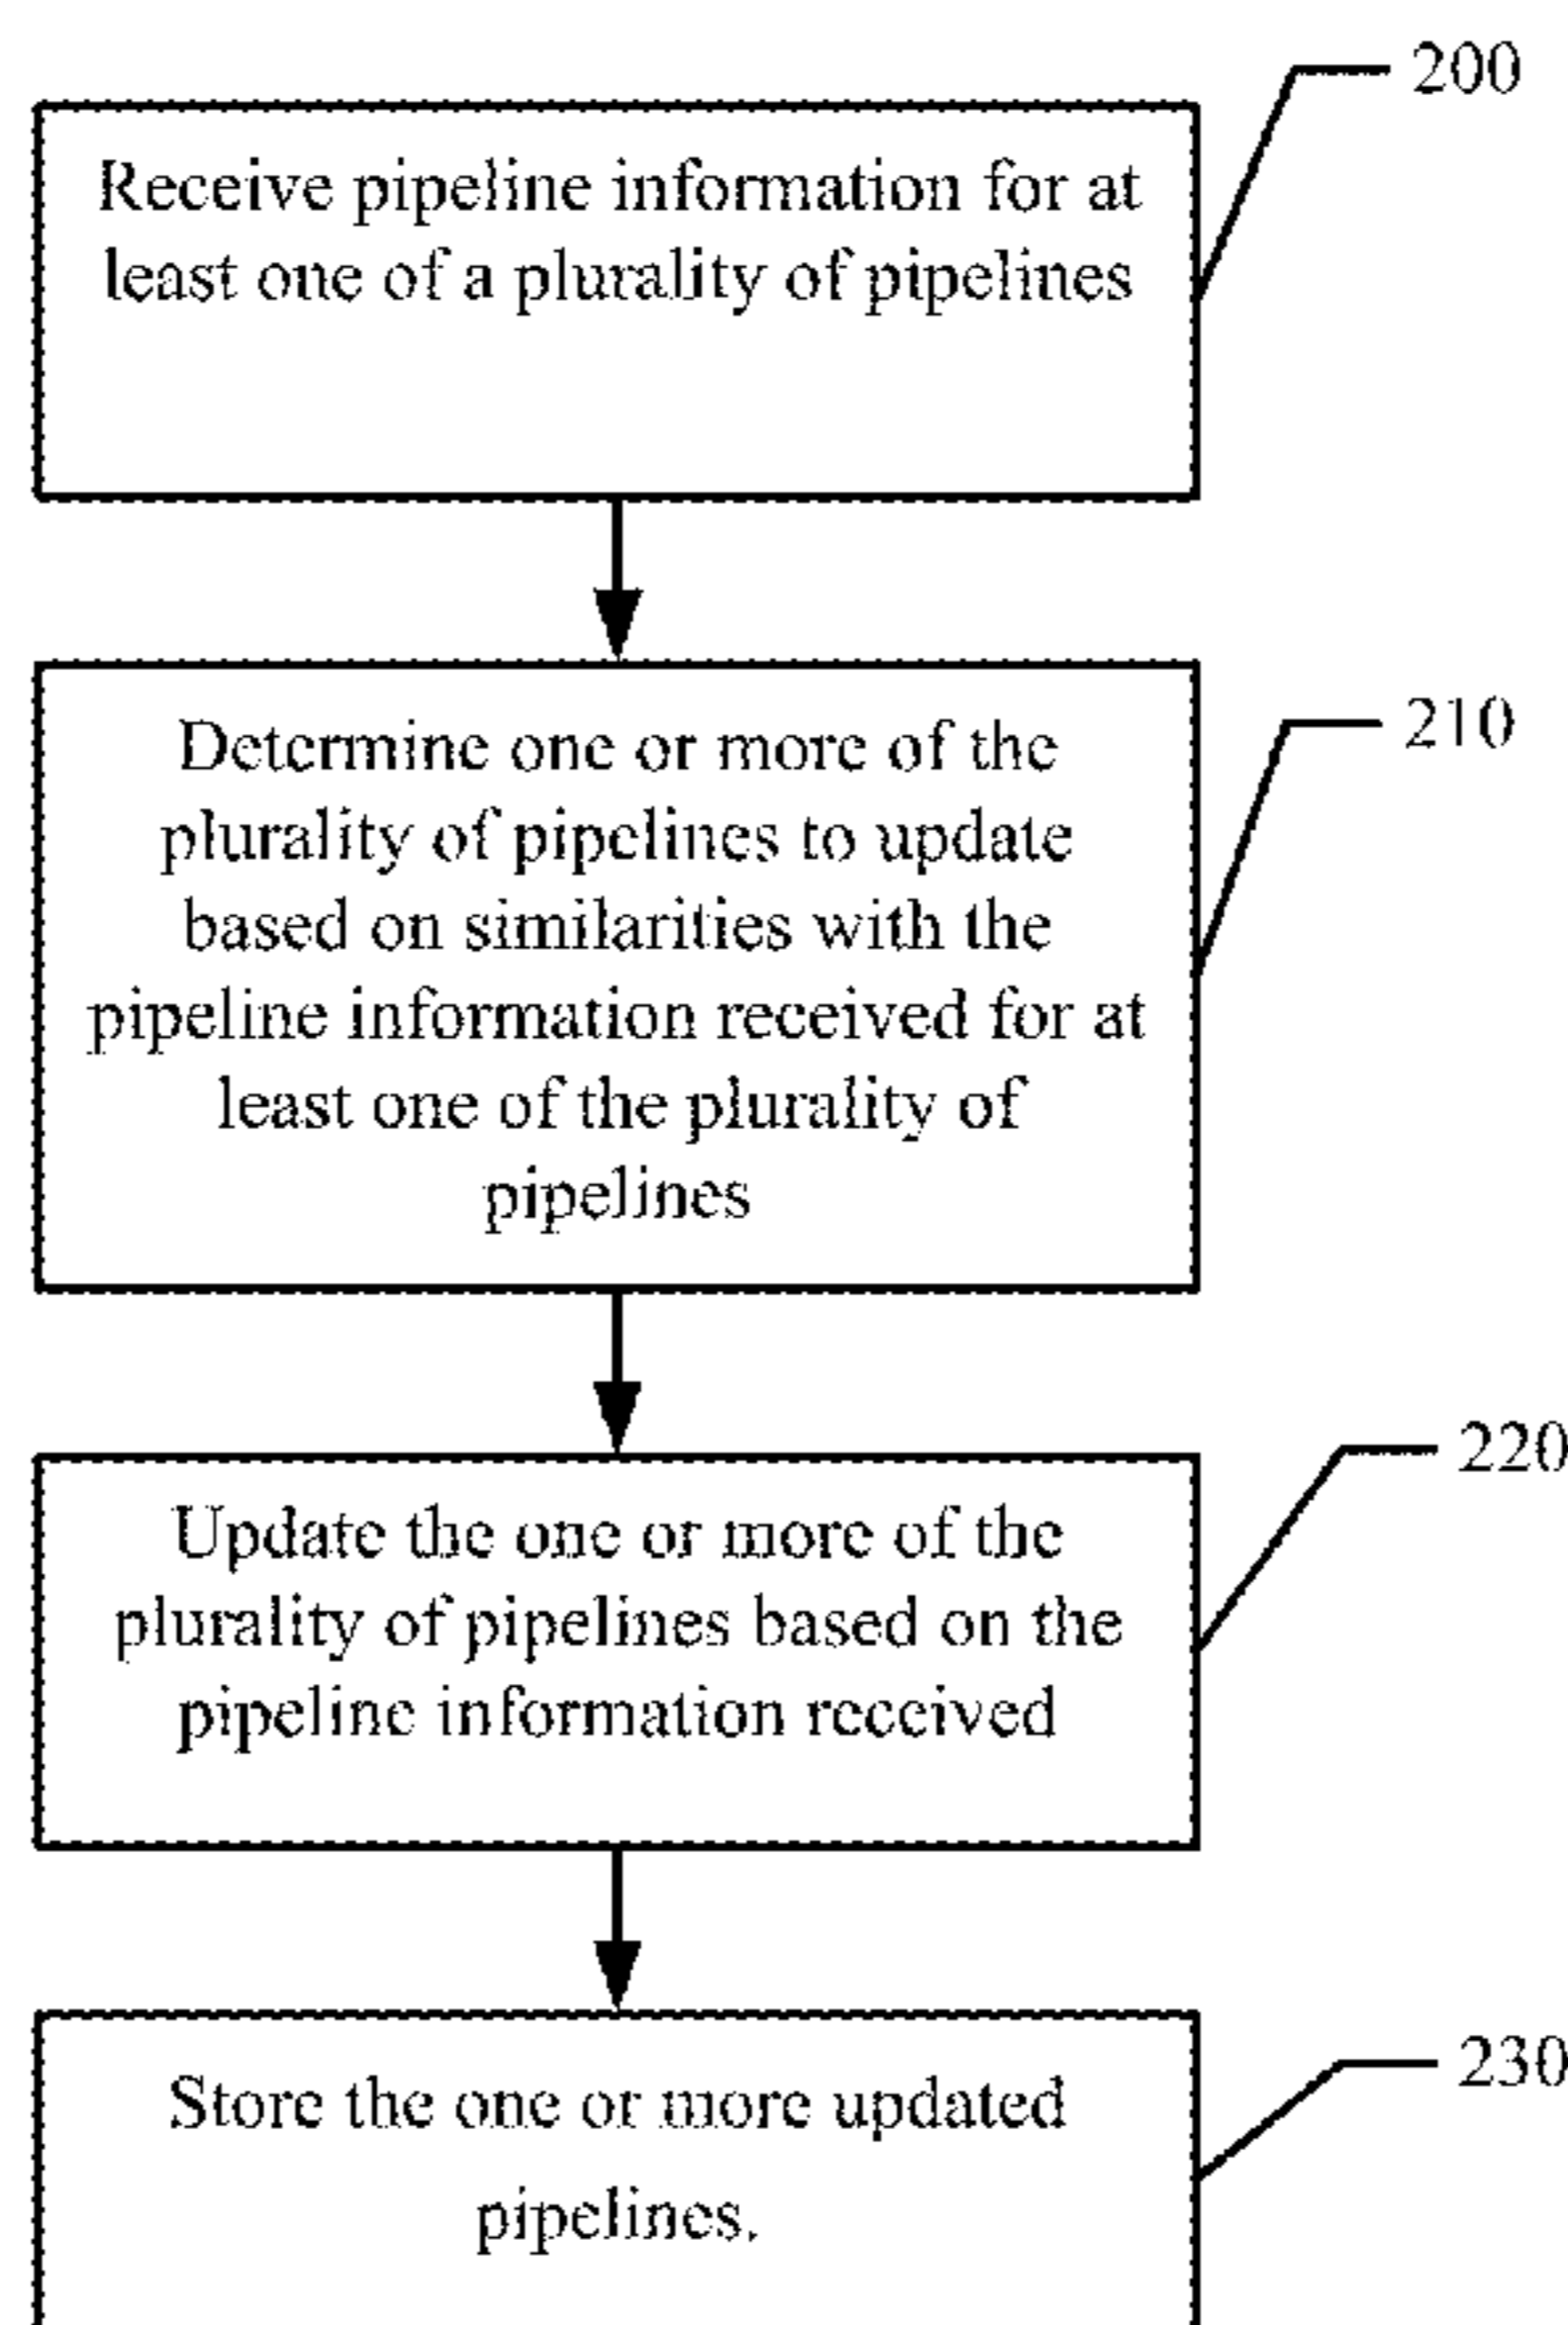 200
Receive pipeline information for at
least one of a plurality of pipelines
210
Determine one or more of the
plurality of pipelines to update
based on similarities with the
pipeline information received for at
least one of the plurality of
pipelines
220
Update the one or more of the
plurality of pipelines based on the
pipeline information received
230
Store the one or more updated
pipelines.